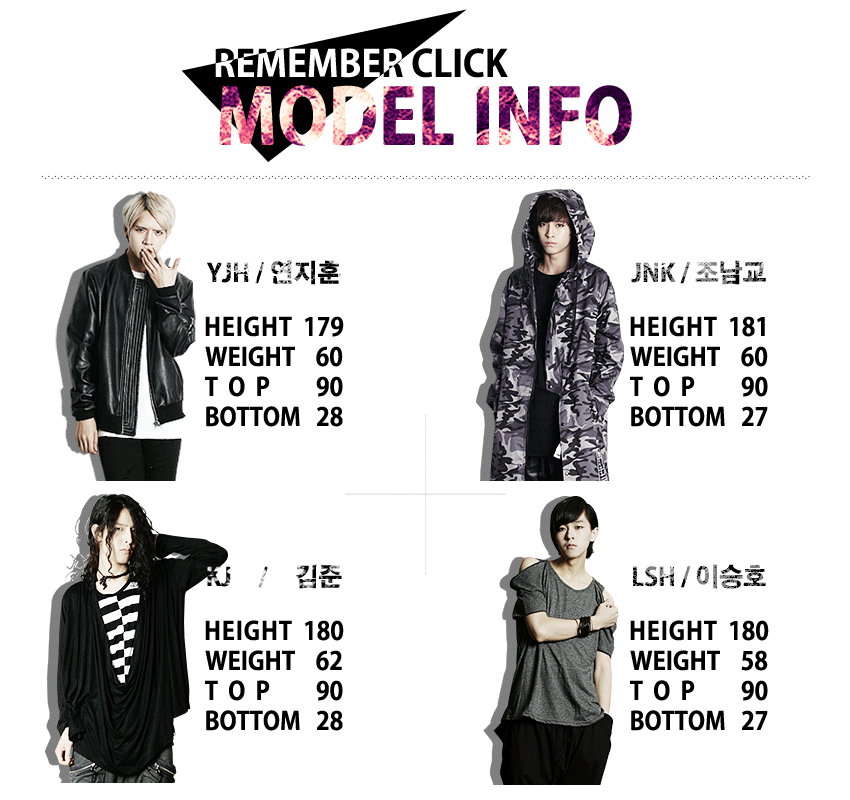 REMEMBER CLICK
MODEL INFO
YJH / 연지훈
HEIGHT 179
WEIGHT 60
T O P 90
BOTTOM 28
JNK / 조남교
HEIGHT 181
WEIGHT 60
T O P 90
BOTTOM 27
KJ / 김준
HEIGHT 180
WEIGHT 62
T O P 90
BOTTOM 28
LSH / 이승호
HEIGHT 180
WEIGHT 58
T O P 90
BOTTOM 27